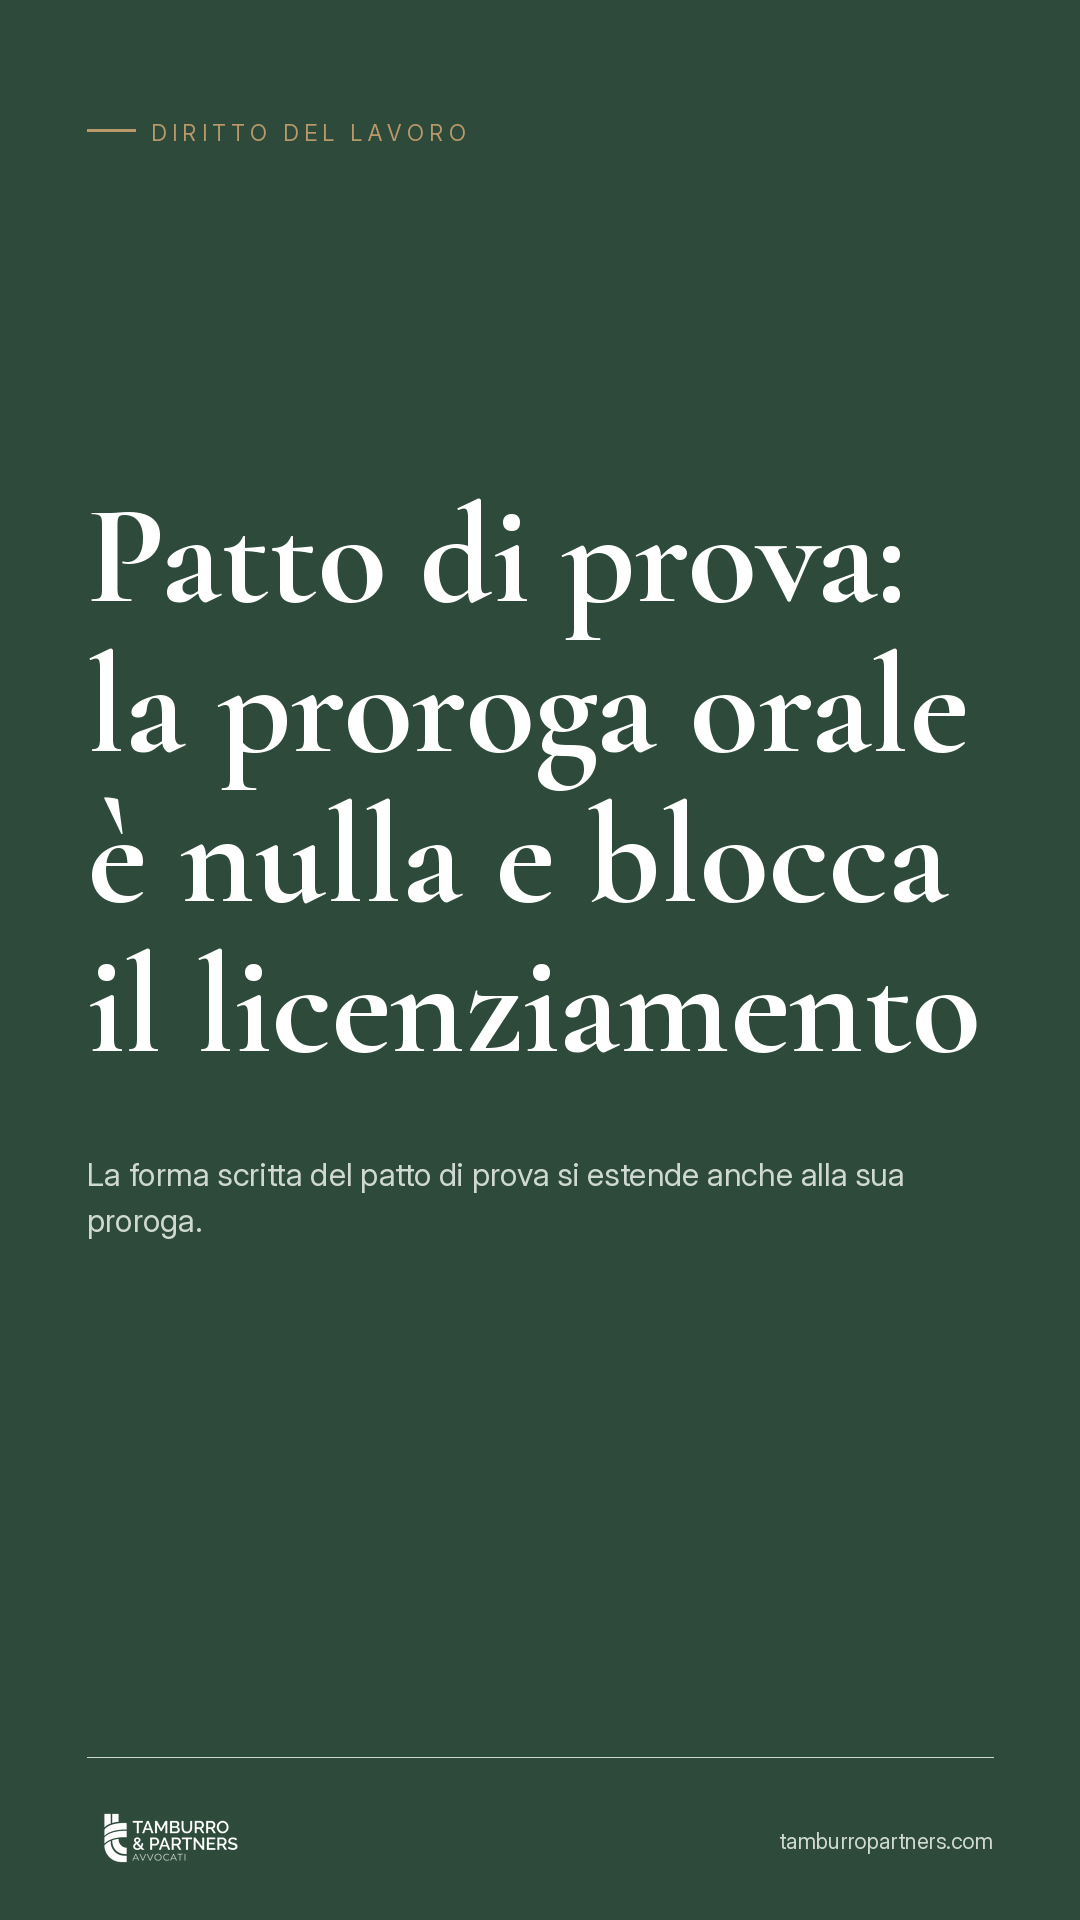 DIRITTO DEL LAVORO
Patto di prova:
la proroga orale
è nulla e blocca
il licenziamento
La forma scritta del patto di prova si estende anche alla sua
proroga.
TAMBURRO
& PARTNERS
AVVOCATI
tamburropartners.com